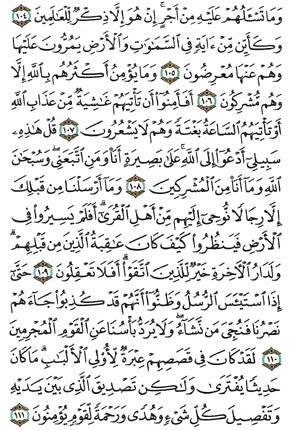 وَمَا تَسْـَٔلُهُمْ عَلَيْهِ مِنْ أَجْرٍ ۚ إِنْ هُوَ إِلَّا ذِكْرٌ لِّلْعَـٰلَمِينَ ١٠٤
وَكَأَيِّن مِّنْ ءَايَةٍ فِى ٱلسَّمَـٰوَٰتِ وَٱلْأَرْضِ يَمُرُّونَ عَلَيْهَا
وَهُمْ عَنْهَا مُعْرِضُونَ ١٠٥ وَمَا يُؤْمِنُ أَكْثَرُهُم بِٱللَّهِ إِلَّا
وَهُم مُّشْرِكُونَ ١٠٦ أَفَأَمِنُوٓا۟ أَن تَأْتِيَهُمْ غَـٰشِيَةٌ مِّنْ عَذَابِ ٱللَّهِ
أَوْ تَأْتِيَهُمُ ٱلسَّاعَةُ بَغْتَةً وَهُمْ لَا يَشْعُرُونَ ١٠٧ قُلْ هَـٰذِهِۦ
سَبِيلِىٓ أَدْعُوٓا۟ إِلَى ٱللَّهِ ۚ عَلَىٰ بَصِيرَةٍ أَنَا۠ وَمَنِ ٱتَّبَعَنِى ۖ وَسُبْحَـٰنَ
ٱللَّهِ وَمَآ أَنَا۠ مِنَ ٱلْمُشْرِكِينَ ١٠٨ وَمَآ أَرْسَلْنَا مِن قَبْلِكَ
إِلَّا رِجَالًا نُّوحِىٓ إِلَيْهِم مِّنْ أَهْلِ ٱلْقُرَىٰٓ ۗ أَفَلَمْ يَسِيرُوا۟ فِى
ٱلْأَرْضِ فَيَنظُرُوا۟ كَيْفَ كَانَ عَـٰقِبَةُ ٱلَّذِينَ مِن قَبْلِهِمْ ۗ
وَلَدَارُ ٱلْـَٔاخِرَةِ خَيْرٌ لِّلَّذِينَ ٱتَّقَوْا۟ ۗ أَفَلَا تَعْقِلُونَ ١٠٩ حَتَّىٰٓ
إِذَا ٱسْتَيْـَٔسَ ٱلرُّسُلُ وَظَنُّوٓا۟ أَنَّهُمْ قَدْ كُذِبُوا۟ جَآءَهُمْ
نَصْرُنَا فَنُجِّىَ مَن نَّشَآءُ ۖ وَلَا يُرَدُّ بَأْسُنَا عَنِ ٱلْقَوْمِ ٱلْمُجْرِمِينَ
١١٠ لَقَدْ كَانَ فِى قَصَصِهِمْ عِبْرَةٌ لِّأُو۟لِى ٱلْأَلْبَـٰبِ ۗ مَا كَانَ
حَدِيثًا يُفْتَرَىٰ وَلَـٰكِن تَصْدِيقَ ٱلَّذِى بَيْنَ يَدَيْهِ
وَتَفْصِيلَ كُلِّ شَىْءٍ وَهُدًى وَرَحْمَةً لِّقَوْمٍ يُؤْمِنُونَ ١١١